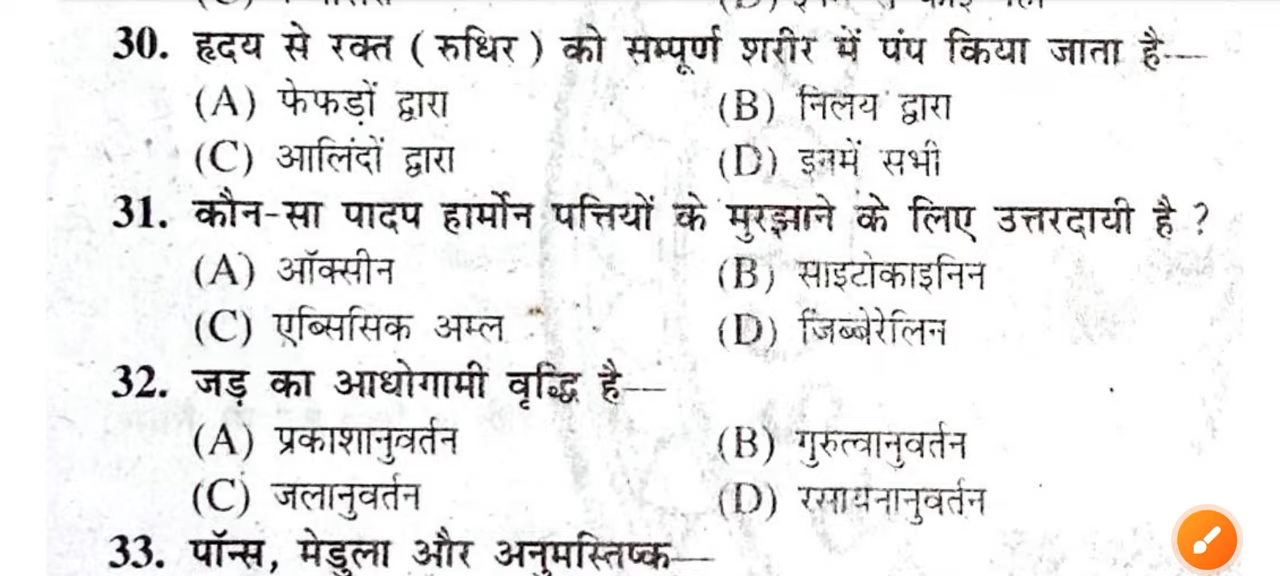 30. हृदय से रक्त ( रुधिर ) को सम्पूर्ण शरीर में पंप किया जाता है—
(A) फेफड़ों द्वारा (B) निलय द्वारा
(C) आलिंदों द्वारा (D) इनमें सभी
31. कौन-सा पादप हार्मोन पत्तियों के मुरझाने के लिए उत्तरदायी है ?
(A) ऑक्सीन (B) साइटोकाइनिन
(C) एब्सिसिक अम्ल (D) जिब्बेरेलिन
32. जड़ का आधोगामी वृद्धि है—
(A) प्रकाशानुवर्तन (B) गुरुत्वानुवर्तन
(C) जलानुवर्तन (D) रसायनानुवर्तन
33. पॉन्स, मेडुला और अनुमस्तिष्क—